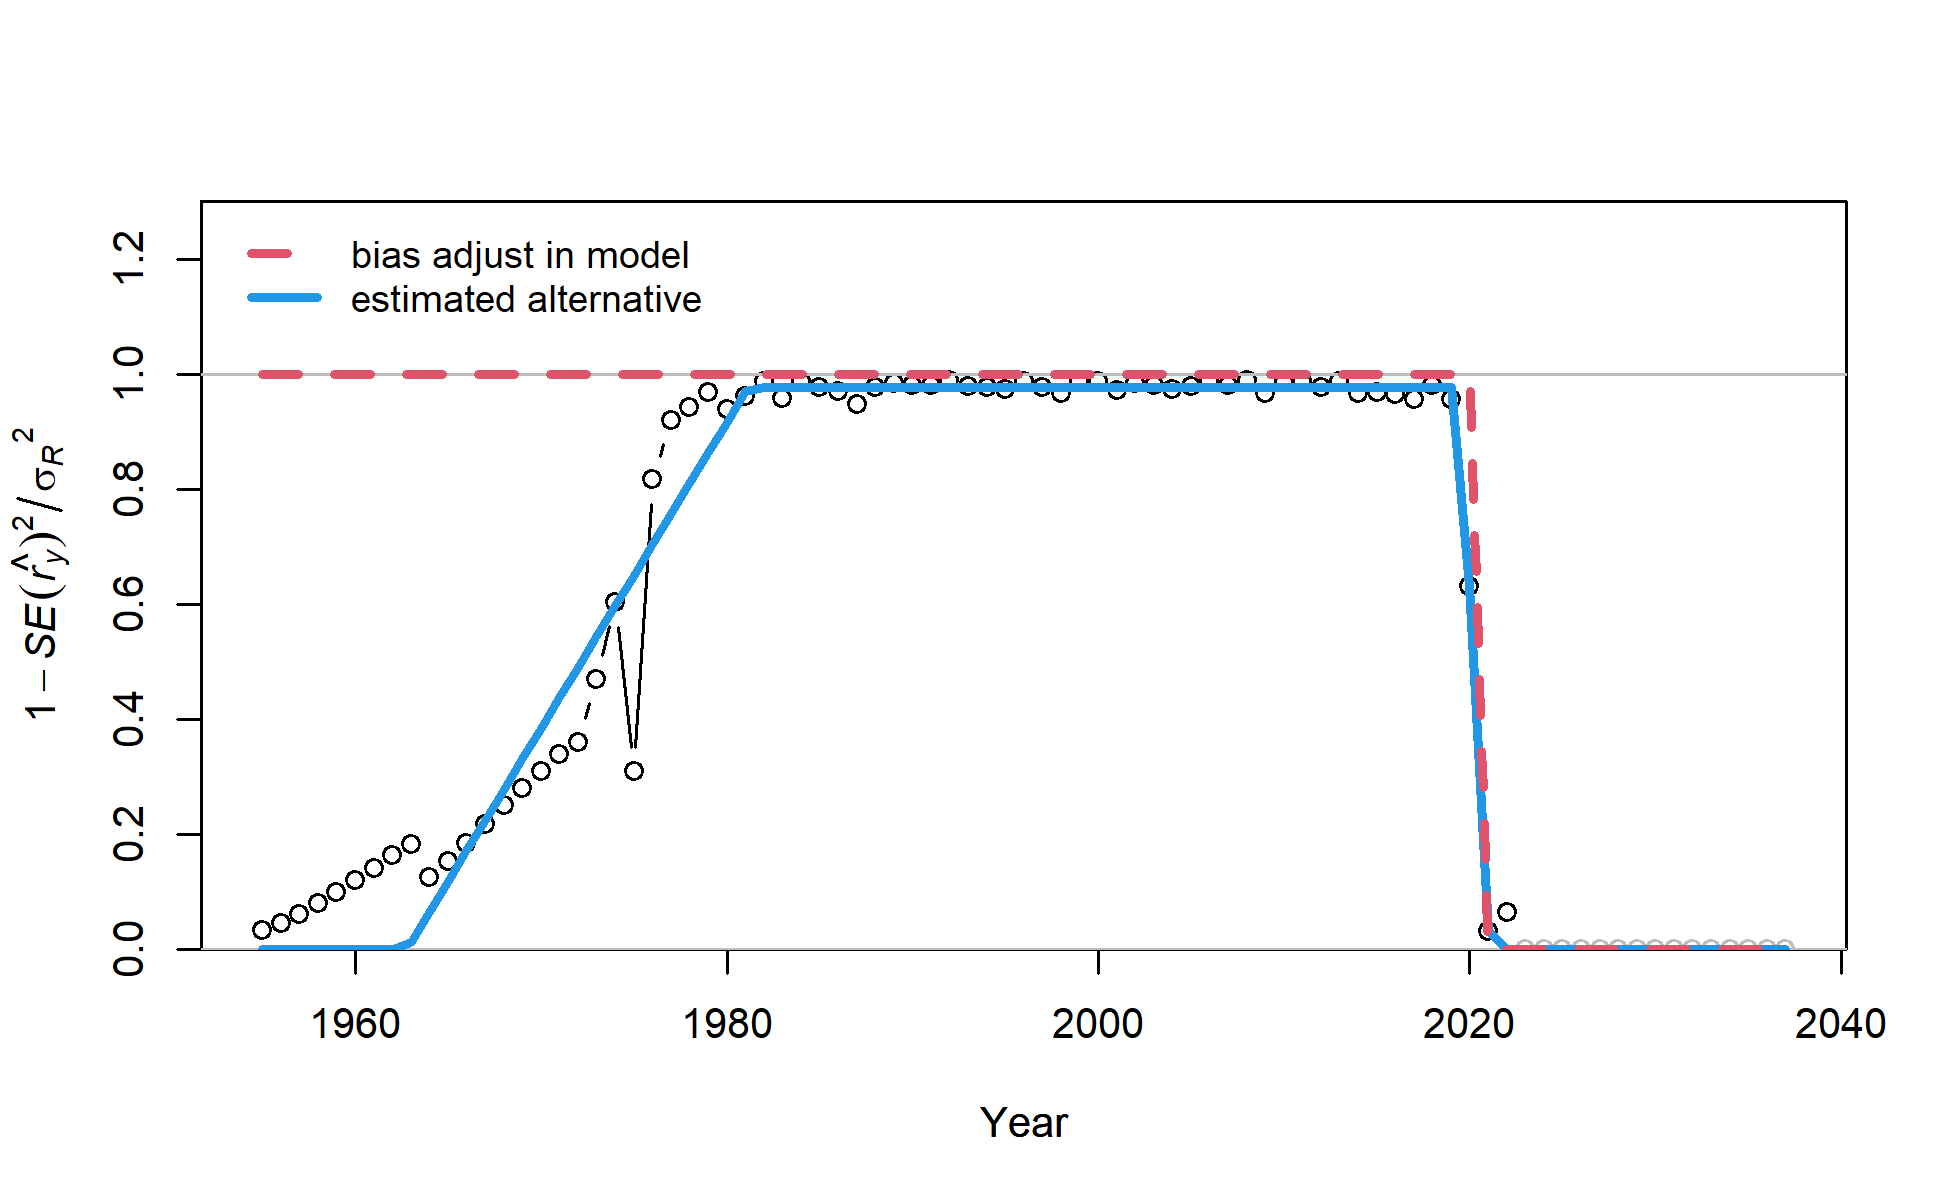 bias adjust in model
estimated alternative
1.2
1.0
0.8
0.6
0.4
0.2
0.0
1 − SE(r̂y)² / σR²
1960 1980 2000 2020 2040
Year